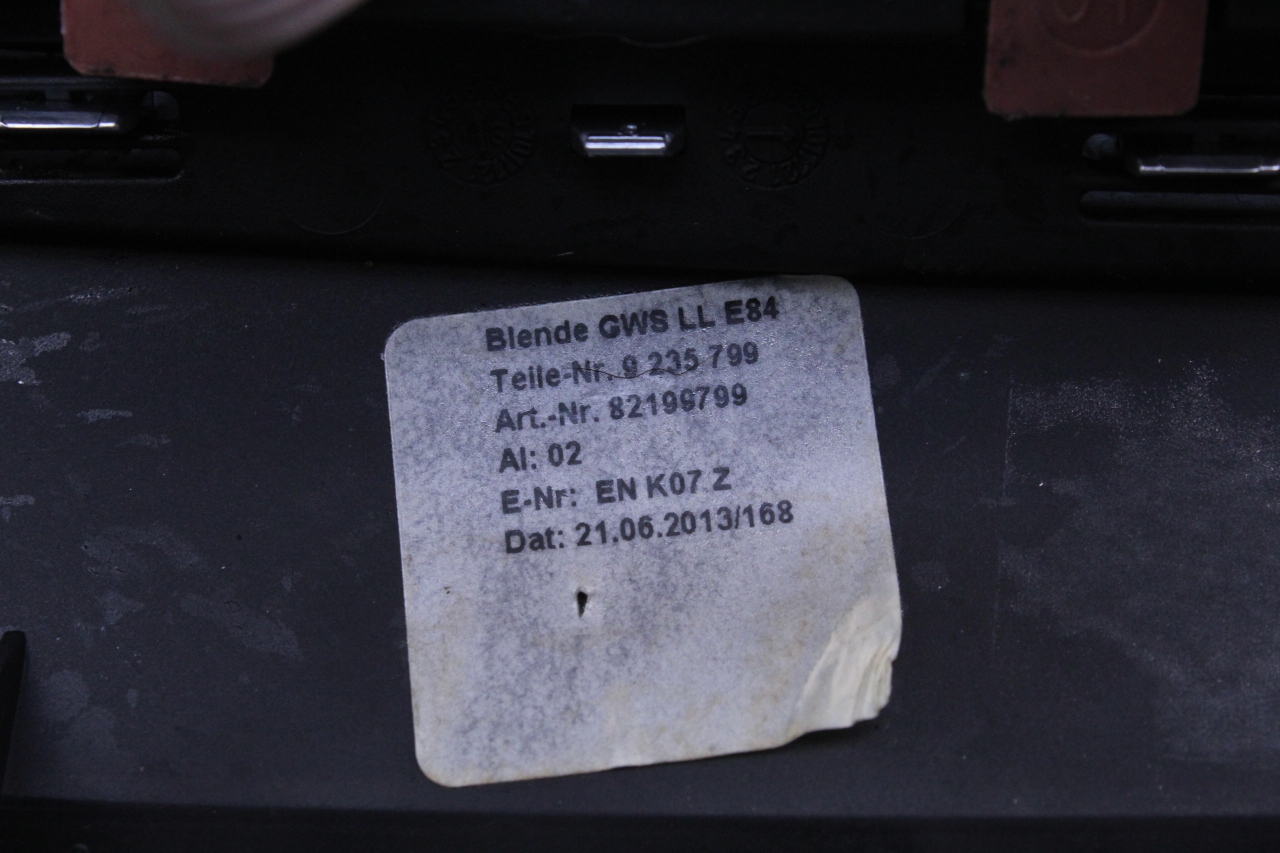 Blende GWS LL E84
Teile-Nr. 9 235 799
Art.-Nr. 82199799
AI: 02
E-Nr: EN K07 Z
Dat: 21.06.2013/168